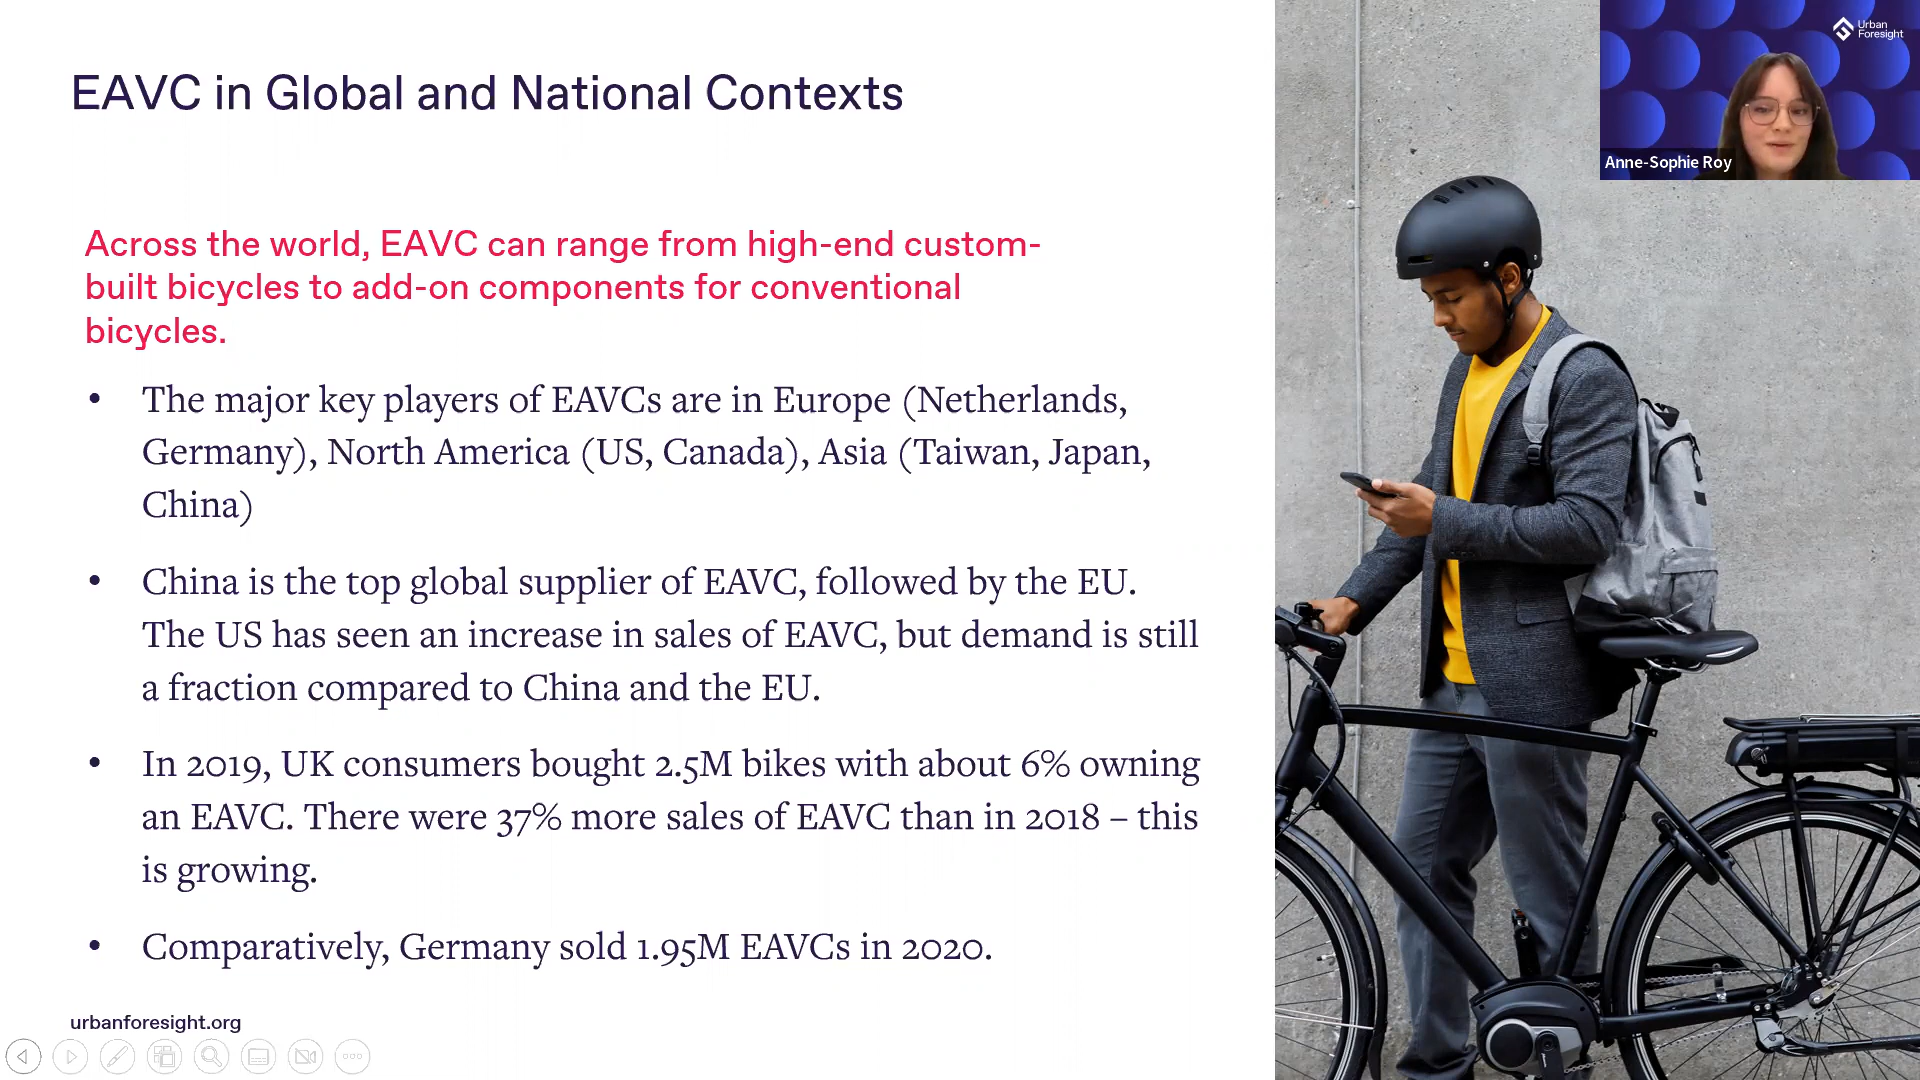 EAVC in Global and National Contexts
Urban
Foresight
Anne-Sophie Roy
Across the world, EAVC can range from high-end custom-
built bicycles to add-on components for conventional
bicycles.
• The major key players of EAVCs are in Europe (Netherlands,
Germany), North America (US, Canada), Asia (Taiwan, Japan,
China)
• China is the top global supplier of EAVC, followed by the EU.
The US has seen an increase in sales of EAVC, but demand is still
a fraction compared to China and the EU.
• In 2019, UK consumers bought 2.5M bikes with about 6% owning
an EAVC. There were 37% more sales of EAVC than in 2018 – this
is growing.
• Comparatively, Germany sold 1.95M EAVCs in 2020.
urbanforesight.org